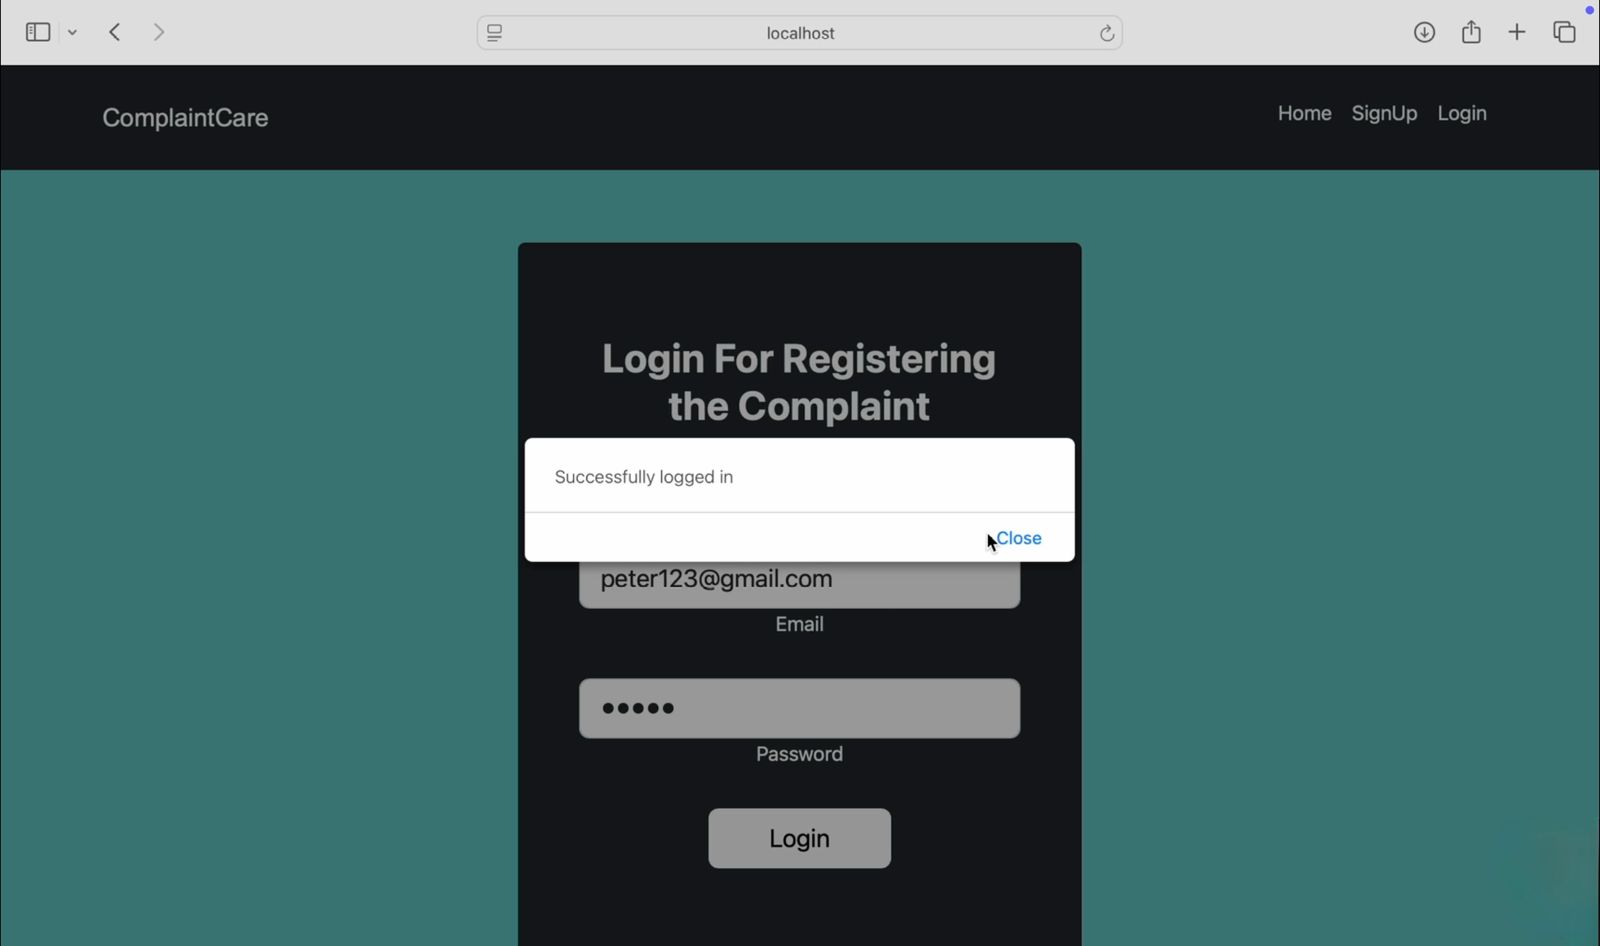 localhost
ComplaintCare
Home SignUp Login
Login For Registering
the Complaint
Successfully logged in
Close
peter123@gmail.com
Email
Password
Login